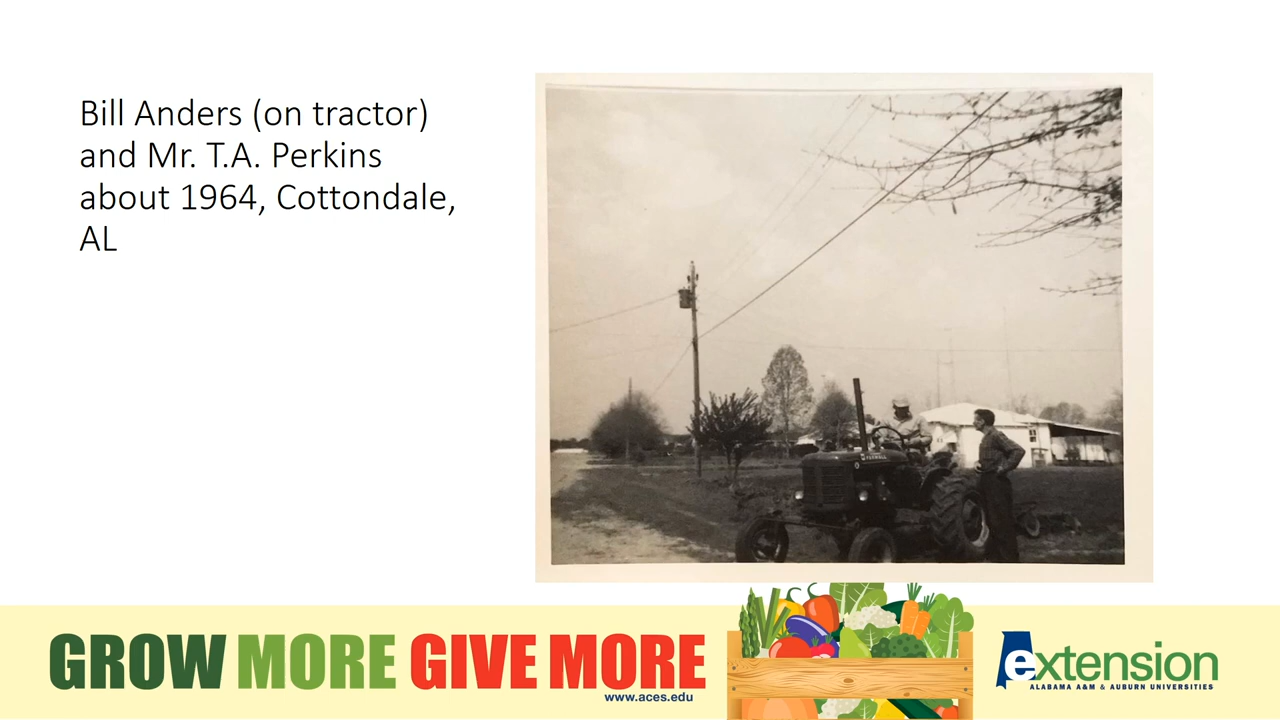 Bill Anders (on tractor)
and Mr. T.A. Perkins
about 1964, Cottondale,
AL
FARMALL
GROW MORE GIVE MORE
www.aces.edu
extension
ALABAMA A&M & AUBURN UNIVERSITIES